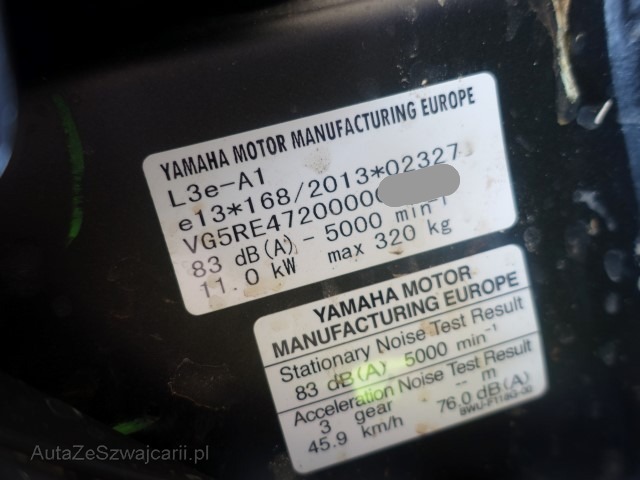 YAMAHA MOTOR MANUFACTURING EUROPE
L3e-A1
e13*168/2013*02327
VG5RE4720000
83 dB(A) - 5000 min⁻¹
11.0 kW max 320 kg
YAMAHA MOTOR
MANUFACTURING EUROPE
Stationary Noise Test Result
83 dB(A) 5000 min⁻¹
Acceleration Noise Test Result
3 gear -- m
45.9 km/h 76.0 dB(A)
AutaZeSzwajcarii.pl